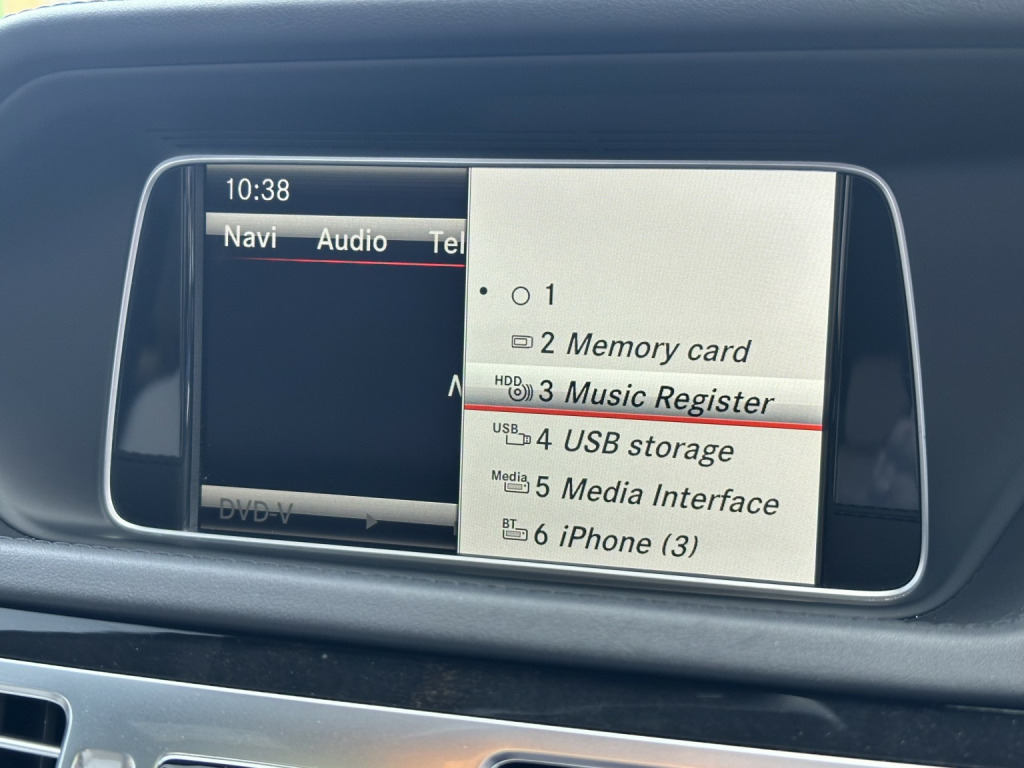 10:38
Navi Audio Tel
1
2 Memory card
HDD 3 Music Register
USB 4 USB storage
Media 5 Media Interface
BT 6 iPhone (3)
DVD-V